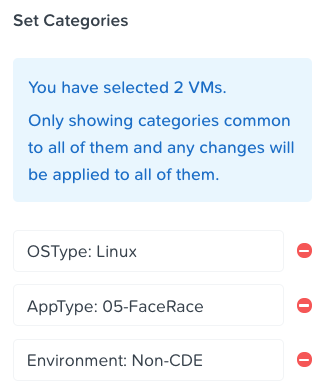 Set Categories
You have selected 2 VMs.
Only showing categories common
to all of them and any changes will
be applied to all of them.
OSType: Linux
AppType: 05-FaceRace
Environment: Non-CDE